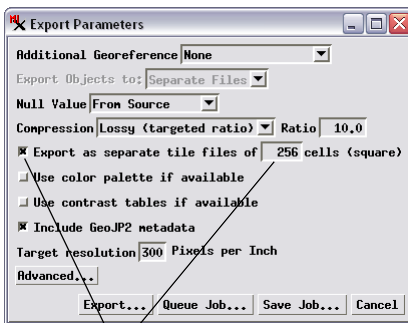 Export Parameters
Additional Georeference None
Export Objects to: Separate Files
Null Value From Source
Compression Lossy (targeted ratio) Ratio 10.0
Export as separate tile files of 256 cells (square)
Use color palette if available
Use contrast tables if available
Include GeoJP2 metadata
Target resolution 300 Pixels per Inch
Advanced...
Export... Queue Job... Save Job... Cancel